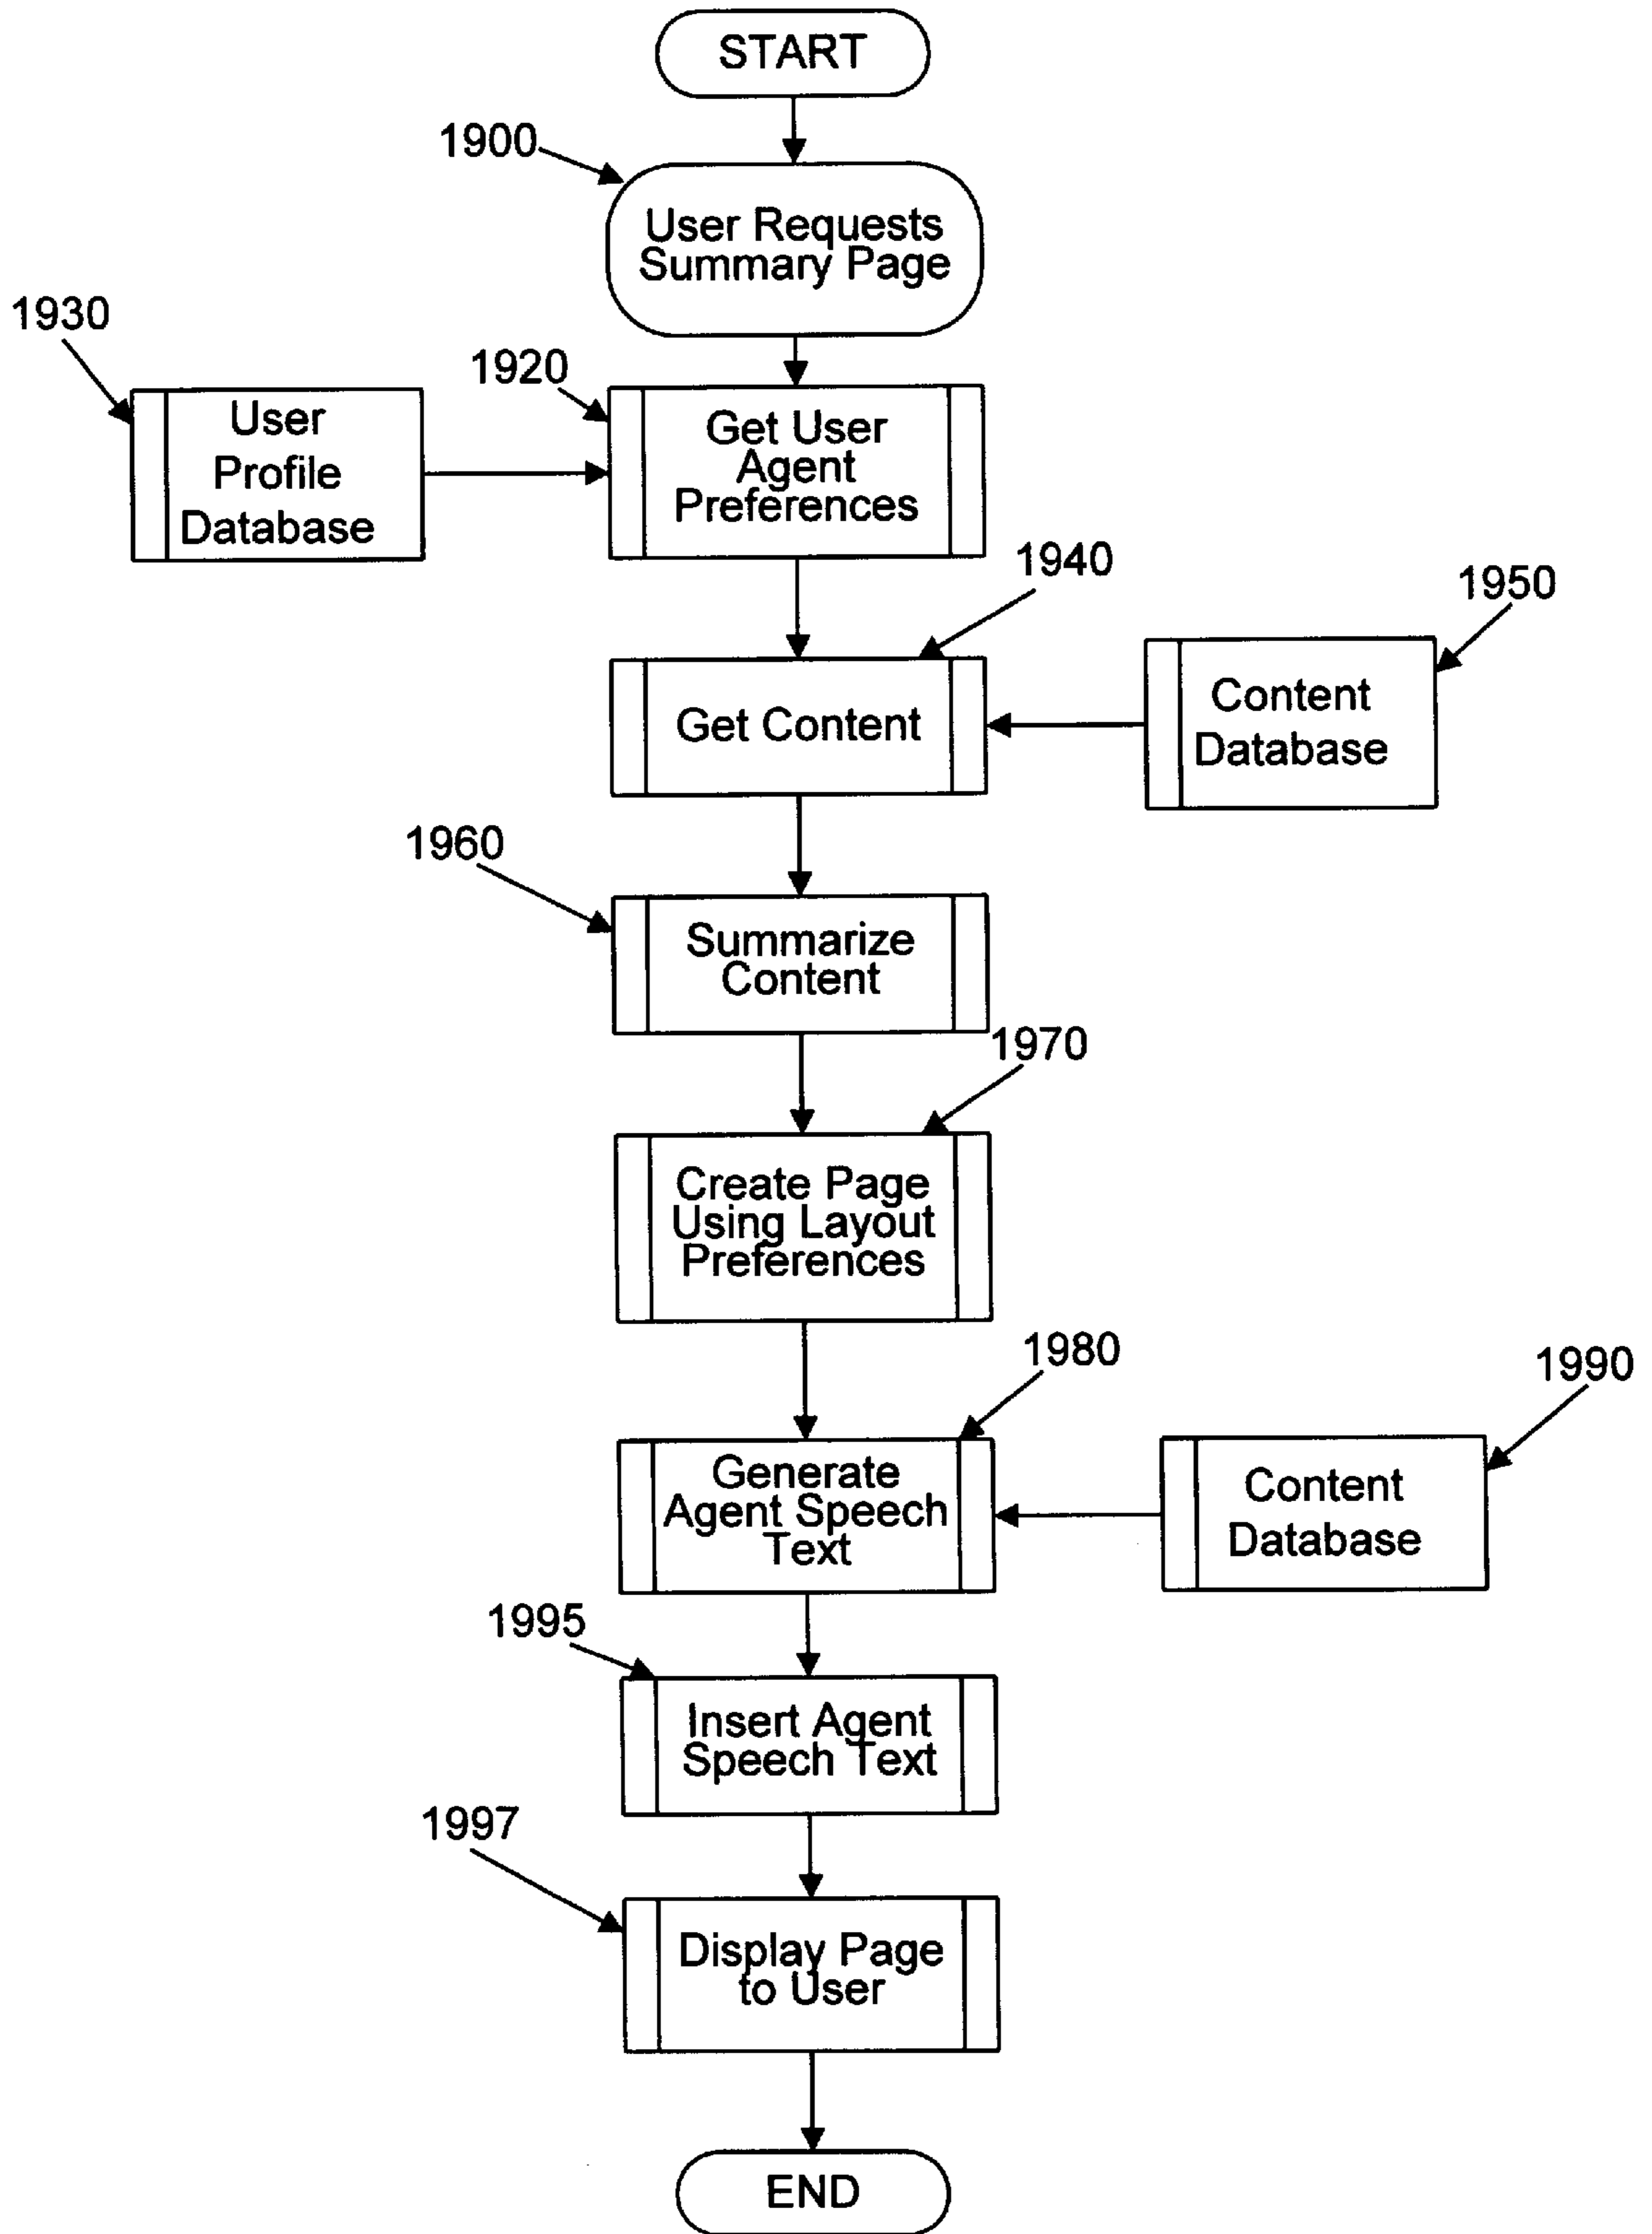 START
1900
User Requests
Summary Page
1930
1920
User
Profile
Database
Get User
Agent
Preferences
1940
1950
Get Content
Content
Database
1960
Summarize
Content
1970
Create Page
Using Layout
Preferences
1980
1990
Generate
Agent Speech
Text
Content
Database
1995
Insert Agent
Speech Text
1997
Display Page
to User
END